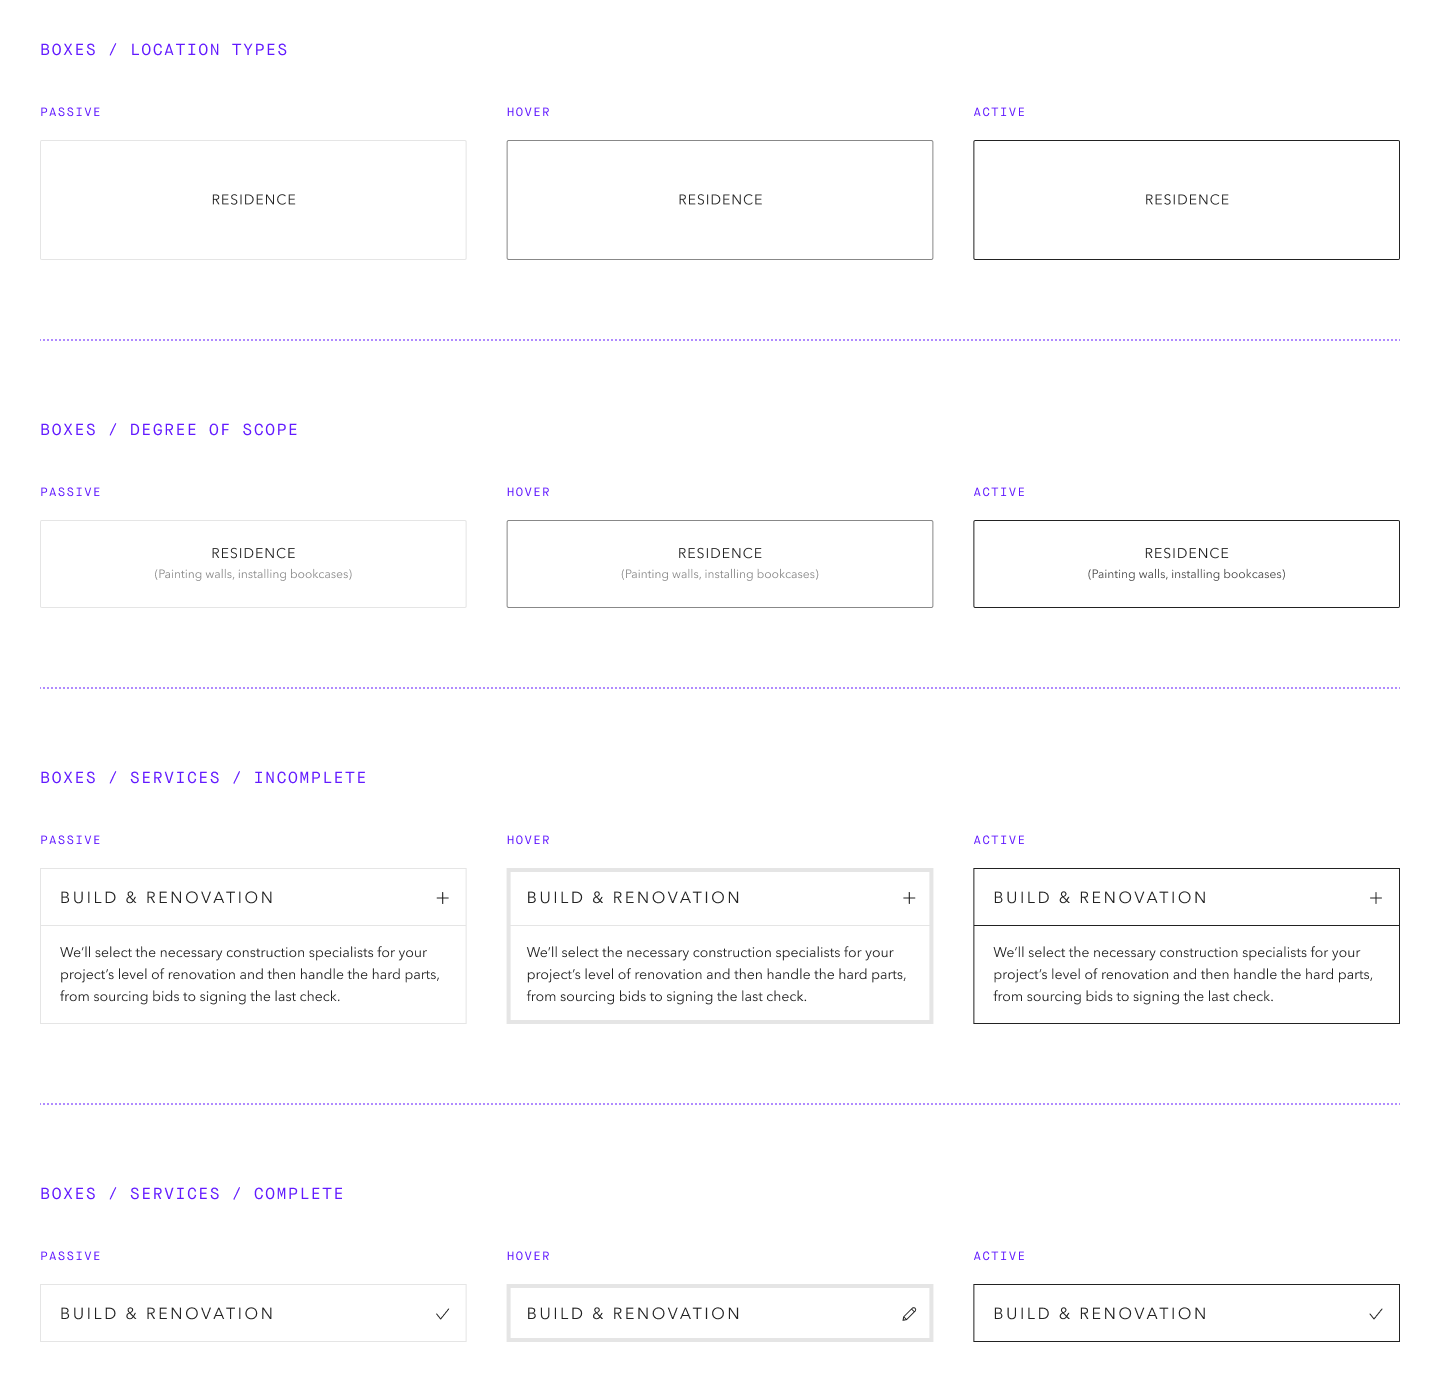 BOXES / LOCATION TYPES
PASSIVE
HOVER
ACTIVE
RESIDENCE
RESIDENCE
RESIDENCE
BOXES / DEGREE OF SCOPE
PASSIVE
HOVER
ACTIVE
RESIDENCE
(Painting walls, installing bookcases)
RESIDENCE
(Painting walls, installing bookcases)
RESIDENCE
(Painting walls, installing bookcases)
BOXES / SERVICES / INCOMPLETE
PASSIVE
HOVER
ACTIVE
BUILD & RENOVATION
We’ll select the necessary construction specialists for your
project’s level of renovation and then handle the hard parts,
from sourcing bids to signing the last check.
BUILD & RENOVATION
We’ll select the necessary construction specialists for your
project’s level of renovation and then handle the hard parts,
from sourcing bids to signing the last check.
BUILD & RENOVATION
We’ll select the necessary construction specialists for your
project’s level of renovation and then handle the hard parts,
from sourcing bids to signing the last check.
BOXES / SERVICES / COMPLETE
PASSIVE
HOVER
ACTIVE
BUILD & RENOVATION
BUILD & RENOVATION
BUILD & RENOVATION